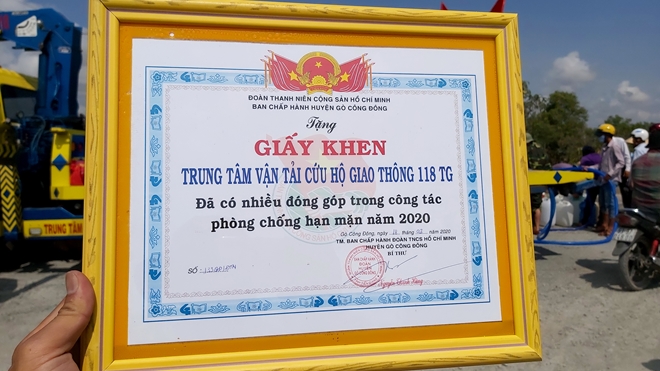 ĐOÀN THANH NIÊN CỘNG SẢN HỒ CHÍ MINH
BAN CHẤP HÀNH HUYỆN GÒ CÔNG ĐÔNG
Tặng
GIẤY KHEN
TRUNG TÂM VẬN TẢI CỨU HỘ GIAO THÔNG 118 TG
Đã có nhiều đóng góp trong công tác
phòng chống hạn mặn năm 2020
Gò Công Đông, ngày tháng năm 2020
TM. BAN CHẤP HÀNH ĐOÀN TNCS HỒ CHÍ MINH
HUYỆN GÒ CÔNG ĐÔNG
BÍ THƯ
SỐ:
TRUNG TÂM